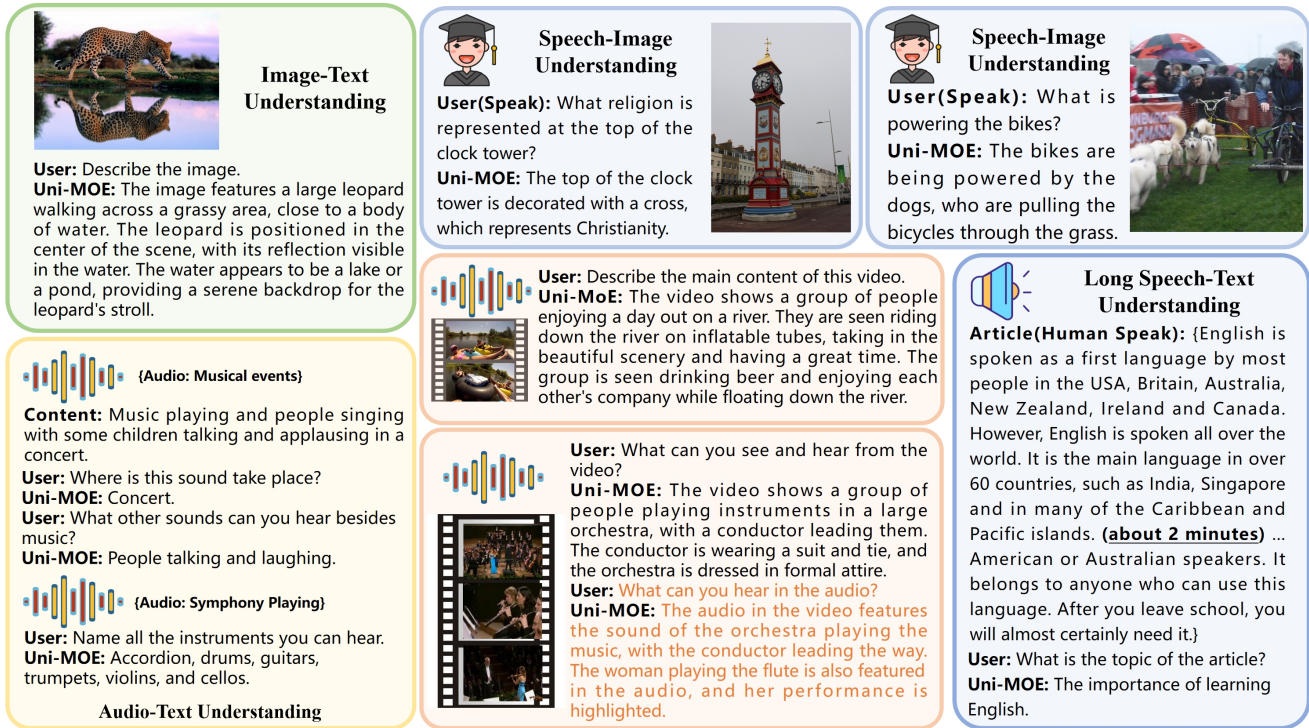 Image-Text
Understanding
User: Describe the image.
Uni-MOE: The image features a large leopard
walking across a grassy area, close to a body
of water. The leopard is positioned in the
center of the scene, with its reflection visible
in the water. The water appears to be a lake or
a pond, providing a serene backdrop for the
leopard's stroll.
Speech-Image
Understanding
User(Speak): What religion is
represented at the top of the
clock tower?
Uni-MOE: The top of the clock
tower is decorated with a cross,
which represents Christianity.
Speech-Image
Understanding
User(Speak): What is
powering the bikes?
Uni-MOE: The bikes are
being powered by the
dogs, who are pulling the
bicycles through the grass.
{Audio: Musical events}
Content: Music playing and people singing
with some children talking and applausing in a
concert.
User: Where is this sound take place?
Uni-MOE: Concert.
User: What other sounds can you hear besides
music?
Uni-MOE: People talking and laughing.
{Audio: Symphony Playing}
User: Name all the instruments you can hear.
Uni-MOE: Accordion, drums, guitars,
trumpets, violins, and cellos.
Audio-Text Understanding
User: Describe the main content of this video.
Uni-MoE: The video shows a group of people
enjoying a day out on a river. They are seen riding
down the river on inflatable tubes, taking in the
beautiful scenery and having a great time. The
group is seen drinking beer and enjoying each
other's company while floating down the river.
User: What can you see and hear from the
video?
Uni-MOE: The video shows a group of
people playing instruments in a large
orchestra, with a conductor leading them.
The conductor is wearing a suit and tie, and
the orchestra is dressed in formal attire.
User: What can you hear in the audio?
Uni-MOE: The audio in the video features
the sound of the orchestra playing the
music, with the conductor leading the way.
The woman playing the flute is also featured
in the audio, and her performance is
highlighted.
Long Speech-Text
Understanding
Article(Human Speak): {English is
spoken as a first language by most
people in the USA, Britain, Australia,
New Zealand, Ireland and Canada.
However, English is spoken all over the
world. It is the main language in over
60 countries, such as India, Singapore
and in many of the Caribbean and
Pacific islands. (about 2 minutes) ...
American or Australian speakers. It
belongs to anyone who can use this
language. After you leave school, you
will almost certainly need it.}
User: What is the topic of the article?
Uni-MOE: The importance of learning
English.